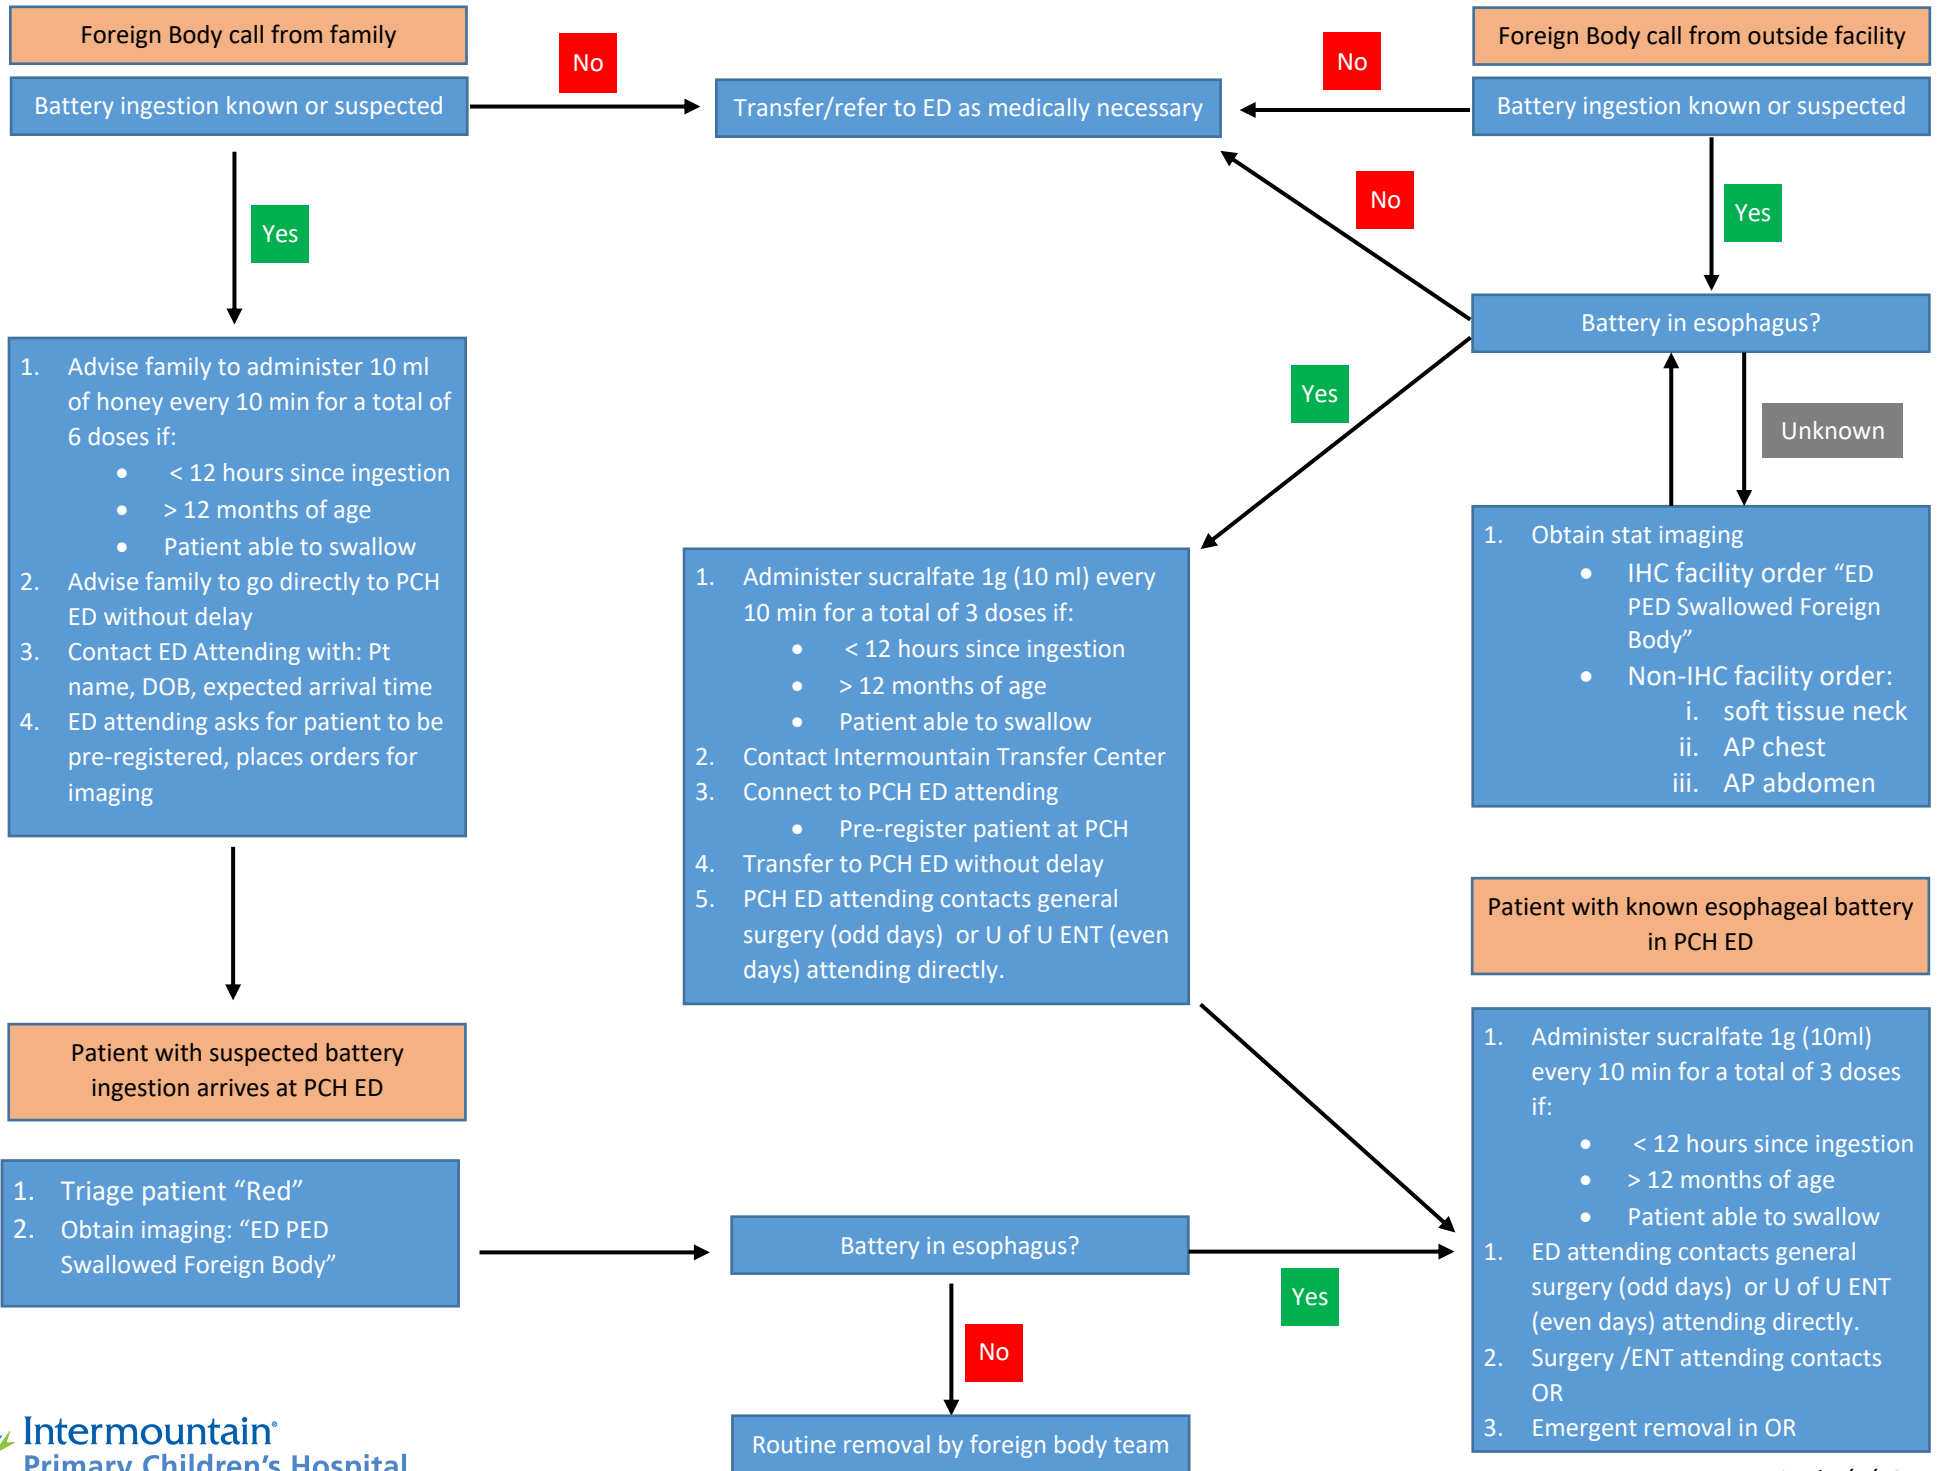 Foreign Body call from family
Battery ingestion known or suspected
No
Transfer/refer to ED as medically necessary
No
Foreign Body call from outside facility
Battery ingestion known or suspected
Yes
No
Yes
Battery in esophagus?
Yes
Unknown
1. Advise family to administer 10 ml
of honey every 10 min for a total of
6 doses if:
• < 12 hours since ingestion
• > 12 months of age
• Patient able to swallow
2. Advise family to go directly to PCH
ED without delay
3. Contact ED Attending with: Pt
name, DOB, expected arrival time
4. ED attending asks for patient to be
pre-registered, places orders for
imaging
1. Administer sucralfate 1g (10 ml) every
10 min for a total of 3 doses if:
• < 12 hours since ingestion
• > 12 months of age
• Patient able to swallow
2. Contact Intermountain Transfer Center
3. Connect to PCH ED attending
• Pre-register patient at PCH
4. Transfer to PCH ED without delay
5. PCH ED attending contacts general
surgery (odd days) or U of U ENT (even
days) attending directly.
1. Obtain stat imaging
• IHC facility order “ED
PED Swallowed Foreign
Body”
• Non-IHC facility order:
i. soft tissue neck
ii. AP chest
iii. AP abdomen
Patient with known esophageal battery
in PCH ED
Patient with suspected battery
ingestion arrives at PCH ED
1. Triage patient “Red”
2. Obtain imaging: “ED PED
Swallowed Foreign Body”
Battery in esophagus?
Yes
No
Routine removal by foreign body team
1. Administer sucralfate 1g (10ml)
every 10 min for a total of 3 doses
if:
• < 12 hours since ingestion
• > 12 months of age
• Patient able to swallow
1. ED attending contacts general
surgery (odd days) or U of U ENT
(even days) attending directly.
2. Surgery /ENT attending contacts
OR
3. Emergent removal in OR
Intermountain®
Primary Children's Hospital